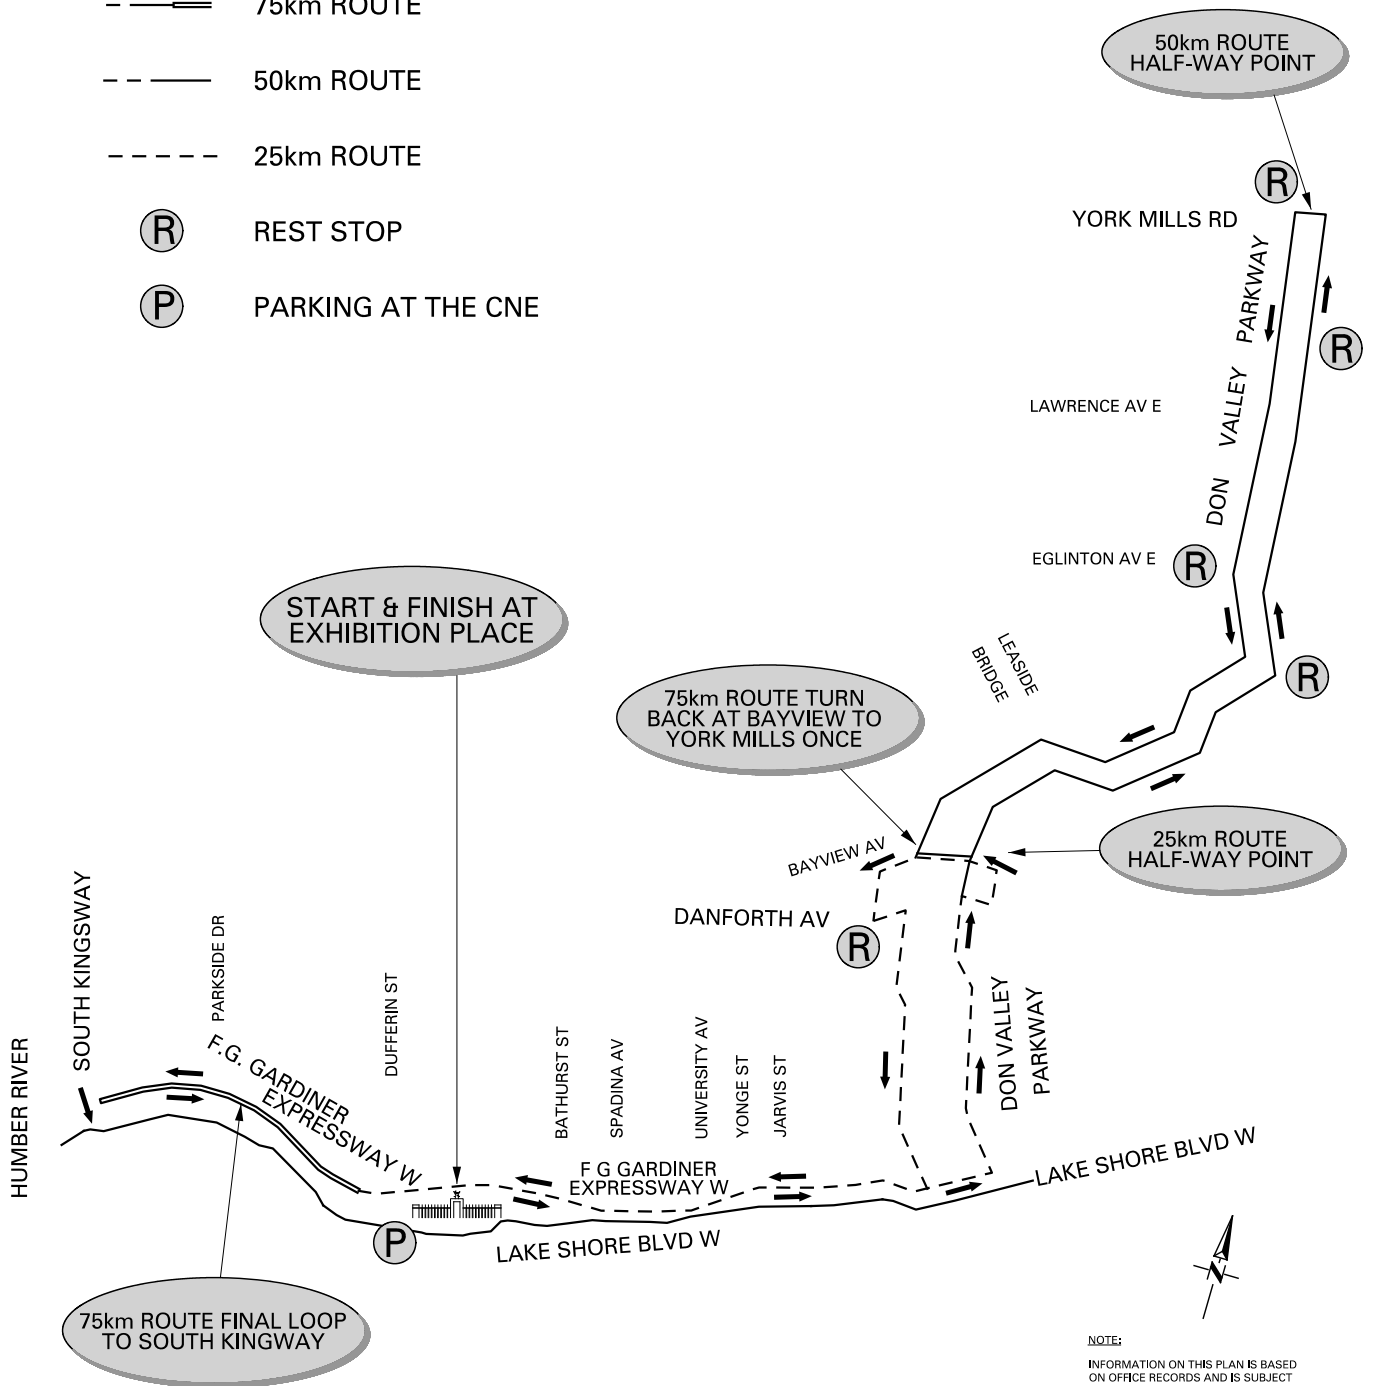 75km ROUTE
50km ROUTE
25km ROUTE
R
REST STOP
P
PARKING AT THE CNE
50km ROUTE
HALF-WAY POINT
R
YORK MILLS RD
DON VALLEY PARKWAY
R
LAWRENCE AV E
EGLINTON AV E
R
R
LEASIDE
BRIDGE
START & FINISH AT
EXHIBITION PLACE
75km ROUTE TURN
BACK AT BAYVIEW TO
YORK MILLS ONCE
25km ROUTE
HALF-WAY POINT
BAYVIEW AV
DANFORTH AV
R
DON VALLEY
PARKWAY
HUMBER RIVER
SOUTH KINGSWAY
PARKSIDE DR
DUFFERIN ST
BATHURST ST
SPADINA AV
UNIVERSITY AV
YONGE ST
JARVIS ST
F.G. GARDINER
EXPRESSWAY W
F G GARDINER
EXPRESSWAY W
LAKE SHORE BLVD W
LAKE SHORE BLVD W
P
75km ROUTE FINAL LOOP
TO SOUTH KINGWAY
N
NOTE:
INFORMATION ON THIS PLAN IS BASED
ON OFFICE RECORDS AND IS SUBJECT